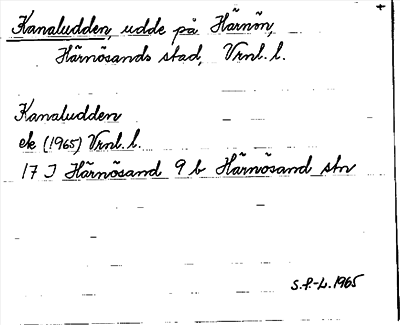 Kanaludden, udde på Härnön,
Härnösands stad, Vrnl. l.
Kanaludden
ek (1965) Vrnl. l.
17 J Härnösand 9 b Härnösand stn
S.P-L. 1965